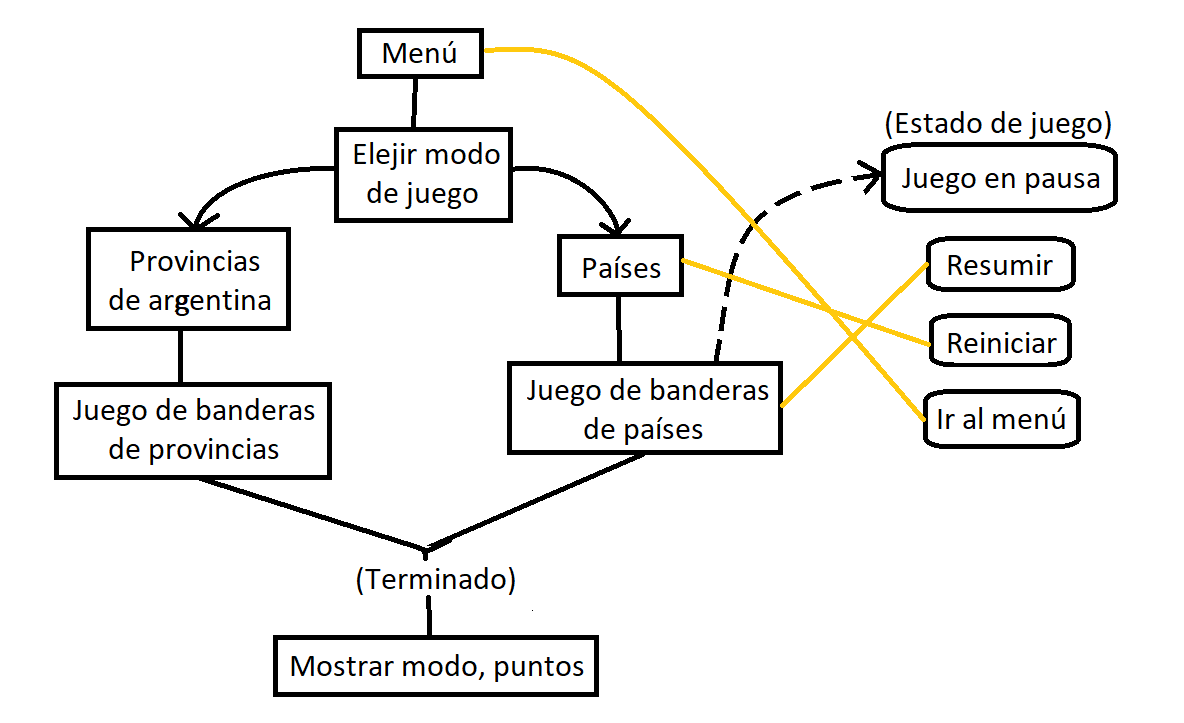 Menú
Elejir modo
de juego
(Estado de juego)
Juego en pausa
Provincias
de argentina
Países
Resumir
Reiniciar
Ir al menú
Juego de banderas
de provincias
Juego de banderas
de países
(Terminado)
Mostrar modo, puntos